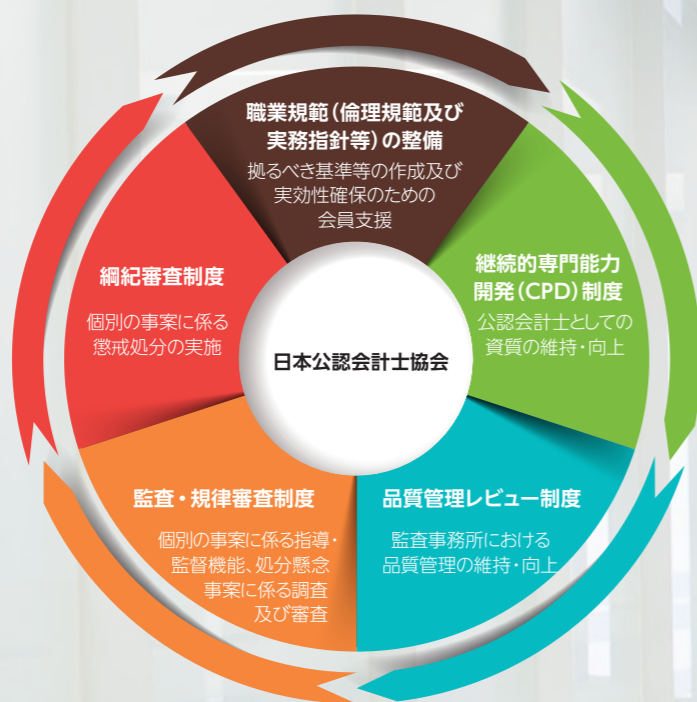 職業規範(倫理規範及び
実務指針等)の整備
拠るべき基準等の作成及び
実効性確保のための
会員支援
継続的専門能力
開発(CPD)制度
公認会計士としての
資質の維持・向上
品質管理レビュー制度
監査事務所における
品質管理の維持・向上
監査・規律審査制度
個別の事案に係る指導・
監督機能、処分懸念
事案に係る調査
及び審査
綱紀審査制度
個別の事案に係る
懲戒処分の実施
日本公認会計士協会